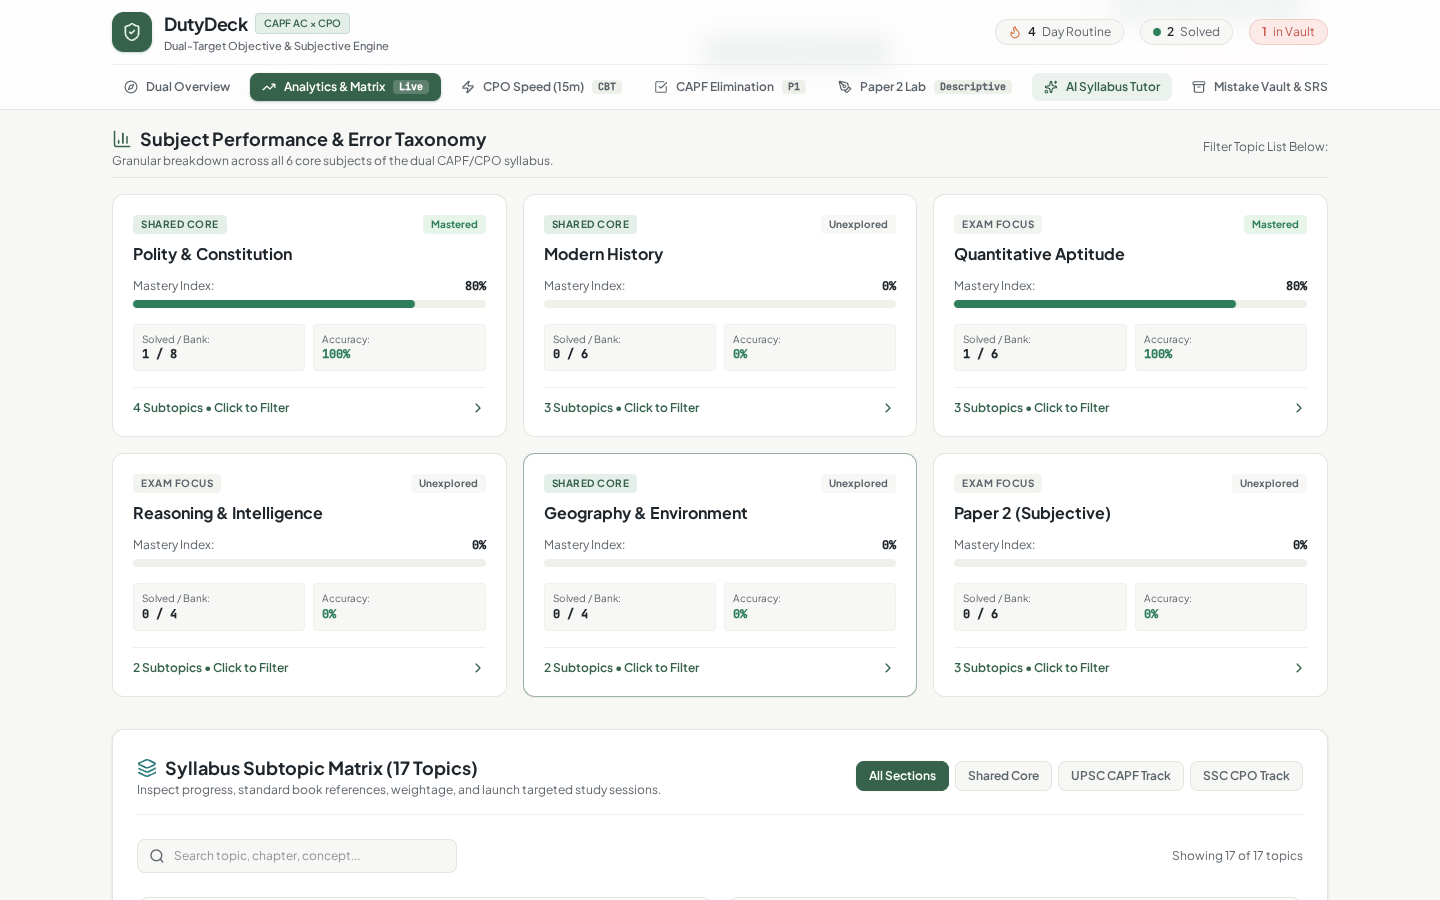 DutyDeck CAPF AC × CPO
Dual-Target Objective & Subjective Engine
4 Day Routine
2 Solved
1 in Vault
Dual Overview
Analytics & Matrix Live
CPO Speed (15m) CBT
CAPF Elimination P1
Paper 2 Lab Descriptive
AI Syllabus Tutor
Mistake Vault & SRS
Subject Performance & Error Taxonomy
Granular breakdown across all 6 core subjects of the dual CAPF/CPO syllabus.
Filter Topic List Below:
SHARED CORE Mastered
Polity & Constitution
Mastery Index: 80%
Solved / Bank:
1 / 8
Accuracy:
100%
4 Subtopics • Click to Filter
SHARED CORE Unexplored
Modern History
Mastery Index: 0%
Solved / Bank:
0 / 6
Accuracy:
0%
3 Subtopics • Click to Filter
EXAM FOCUS Mastered
Quantitative Aptitude
Mastery Index: 80%
Solved / Bank:
1 / 6
Accuracy:
100%
3 Subtopics • Click to Filter
EXAM FOCUS Unexplored
Reasoning & Intelligence
Mastery Index: 0%
Solved / Bank:
0 / 4
Accuracy:
0%
2 Subtopics • Click to Filter
SHARED CORE Unexplored
Geography & Environment
Mastery Index: 0%
Solved / Bank:
0 / 4
Accuracy:
0%
2 Subtopics • Click to Filter
EXAM FOCUS Unexplored
Paper 2 (Subjective)
Mastery Index: 0%
Solved / Bank:
0 / 6
Accuracy:
0%
3 Subtopics • Click to Filter
Syllabus Subtopic Matrix (17 Topics)
Inspect progress, standard book references, weightage, and launch targeted study sessions.
All Sections
Shared Core
UPSC CAPF Track
SSC CPO Track
Search topic, chapter, concept...
Showing 17 of 17 topics